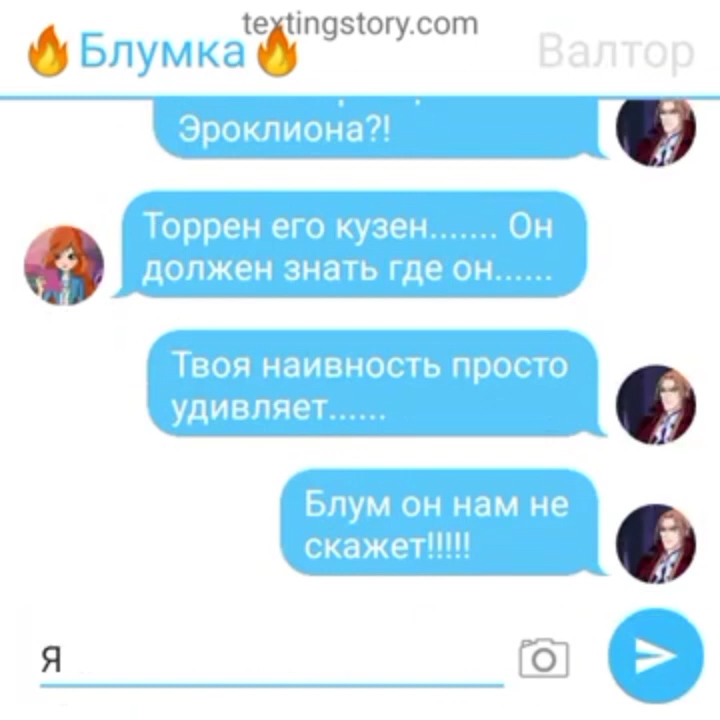 textingstory.com
🔥Блумка🔥 Валтор
Эроклиона?!
Торрен его кузен....... Он
должен знать где он......
Твоя наивность просто
удивляет......
Блум он нам не
скажет!!!!!
Я